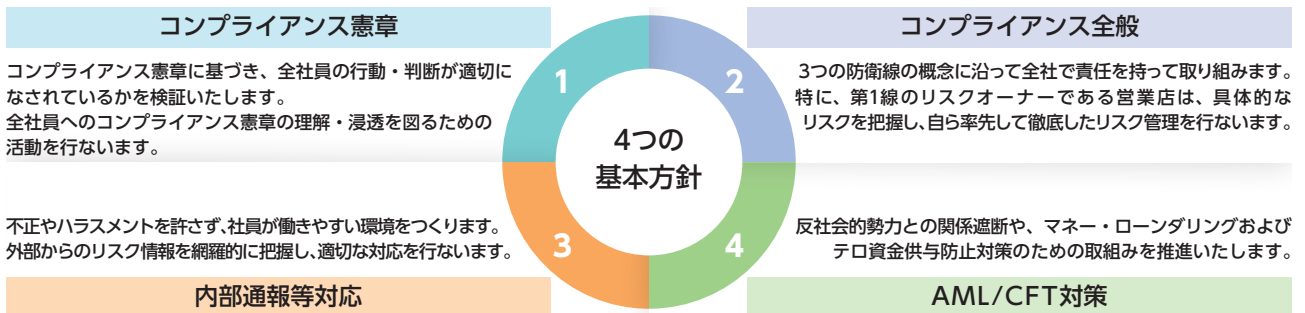 コンプライアンス憲章
コンプライアンス憲章に基づき、全社員の行動・判断が適切に
なされているかを検証いたします。
全社員へのコンプライアンス憲章の理解・浸透を図るための
活動を行ないます。
1
コンプライアンス全般
3つの防衛線の概念に沿って全社で責任を持って取り組みます。
特に、第1線のリスクオーナーである営業店は、具体的な
リスクを把握し、自ら率先して徹底したリスク管理を行ないます。
2
4つの
基本方針
不正やハラスメントを許さず、社員が働きやすい環境をつくります。
外部からのリスク情報を網羅的に把握し、適切な対応を行ないます。
3
内部通報等対応
反社会的勢力との関係遮断や、マネー・ローンダリングおよび
テロ資金供与防止対策のための取組みを推進いたします。
4
AML/CFT対策